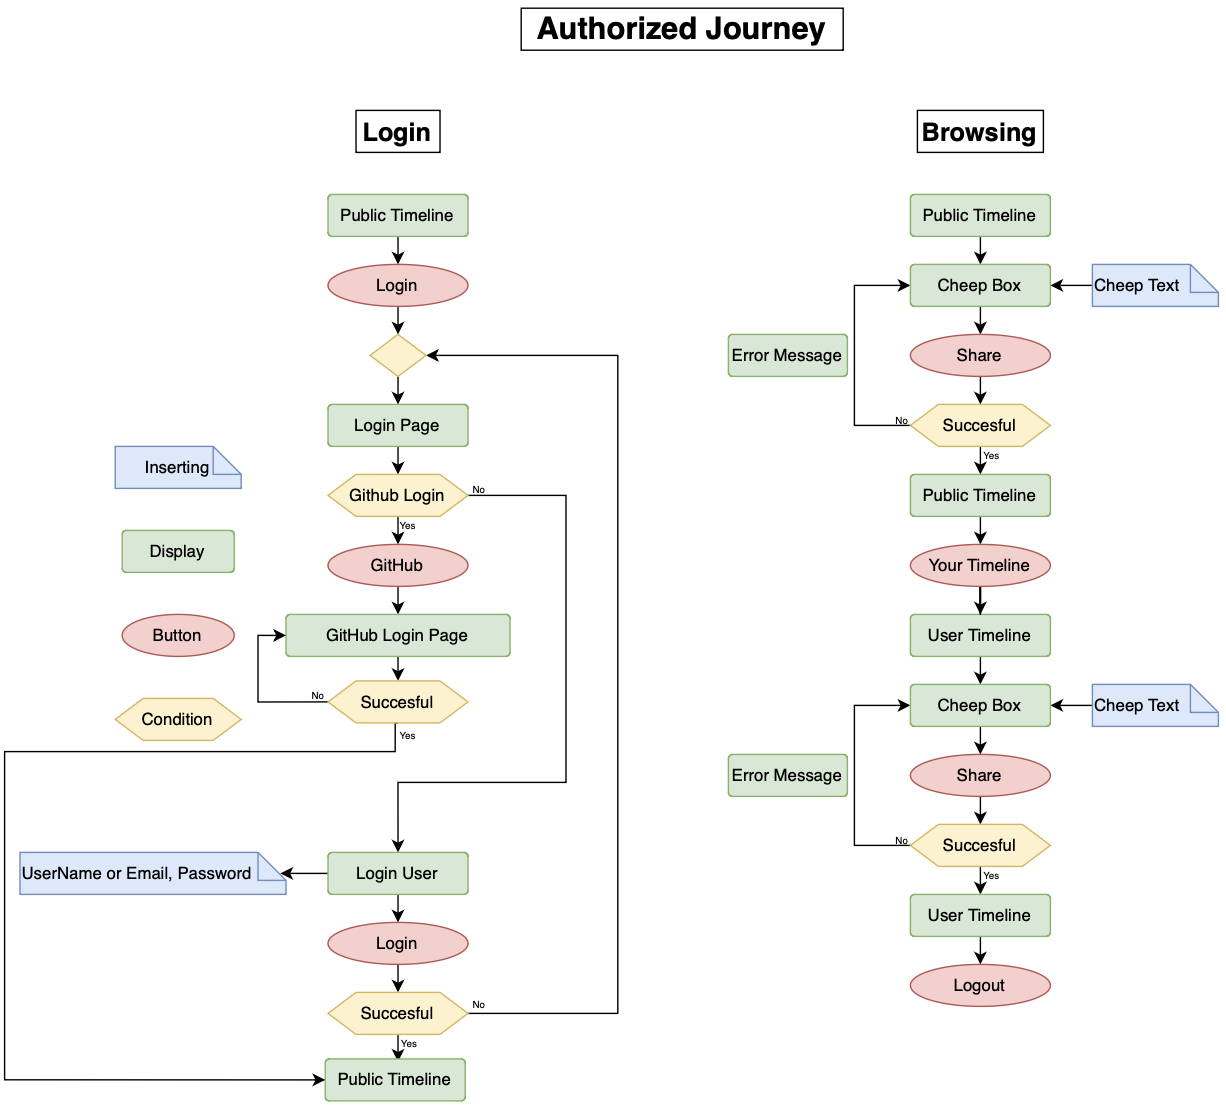 Authorized Journey
Login
Public Timeline
Login
Login Page
Github Login
No
Yes
GitHub
GitHub Login Page
Succesful
No
Yes
Login User
UserName or Email, Password
Login
Succesful
No
Yes
Public Timeline
Inserting
Display
Button
Condition
Browsing
Public Timeline
Cheep Box
Cheep Text
Error Message
Share
Succesful
No
Yes
Public Timeline
Your Timeline
User Timeline
Cheep Box
Cheep Text
Error Message
Share
Succesful
No
Yes
User Timeline
Logout